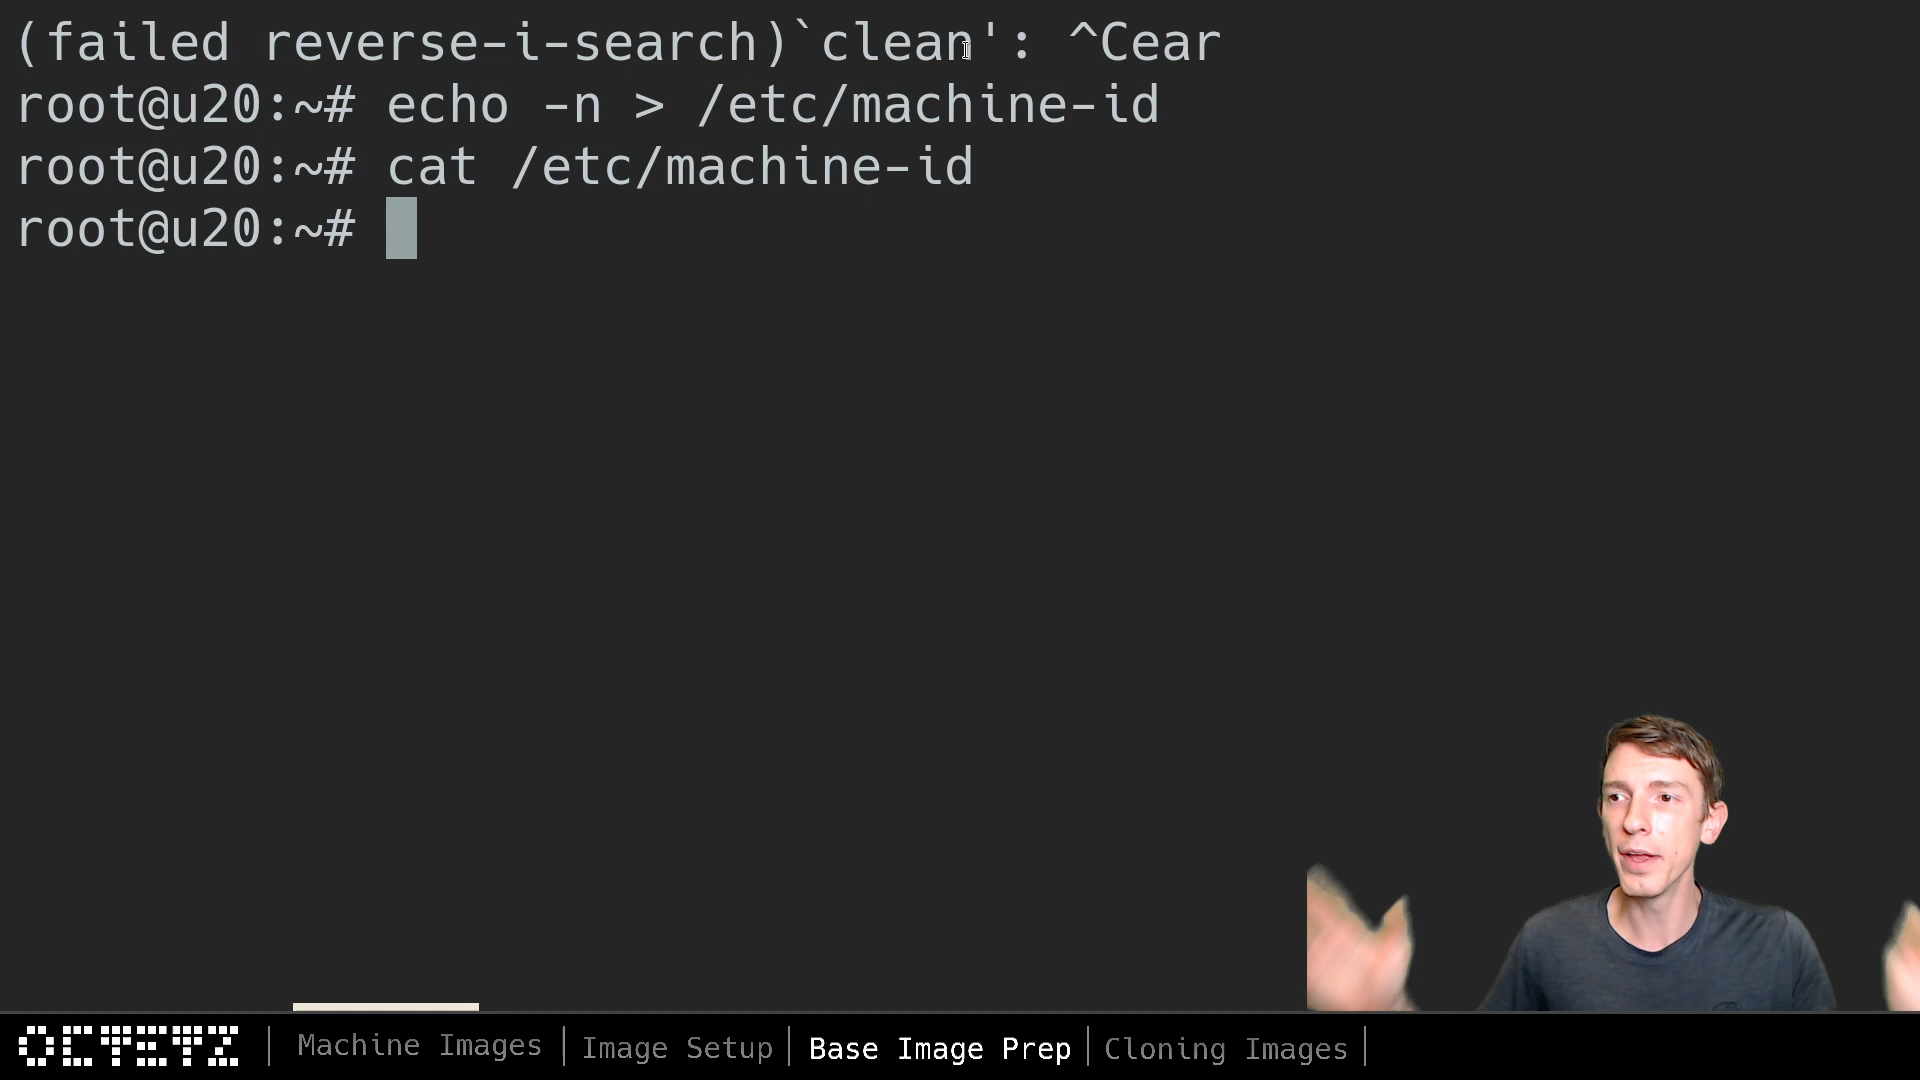 (failed reverse-i-search)`clean': ^Cear
root@u20:~# echo -n > /etc/machine-id
root@u20:~# cat /etc/machine-id
root@u20:~#
OCTETZ | Machine Images | Image Setup | Base Image Prep | Cloning Images |